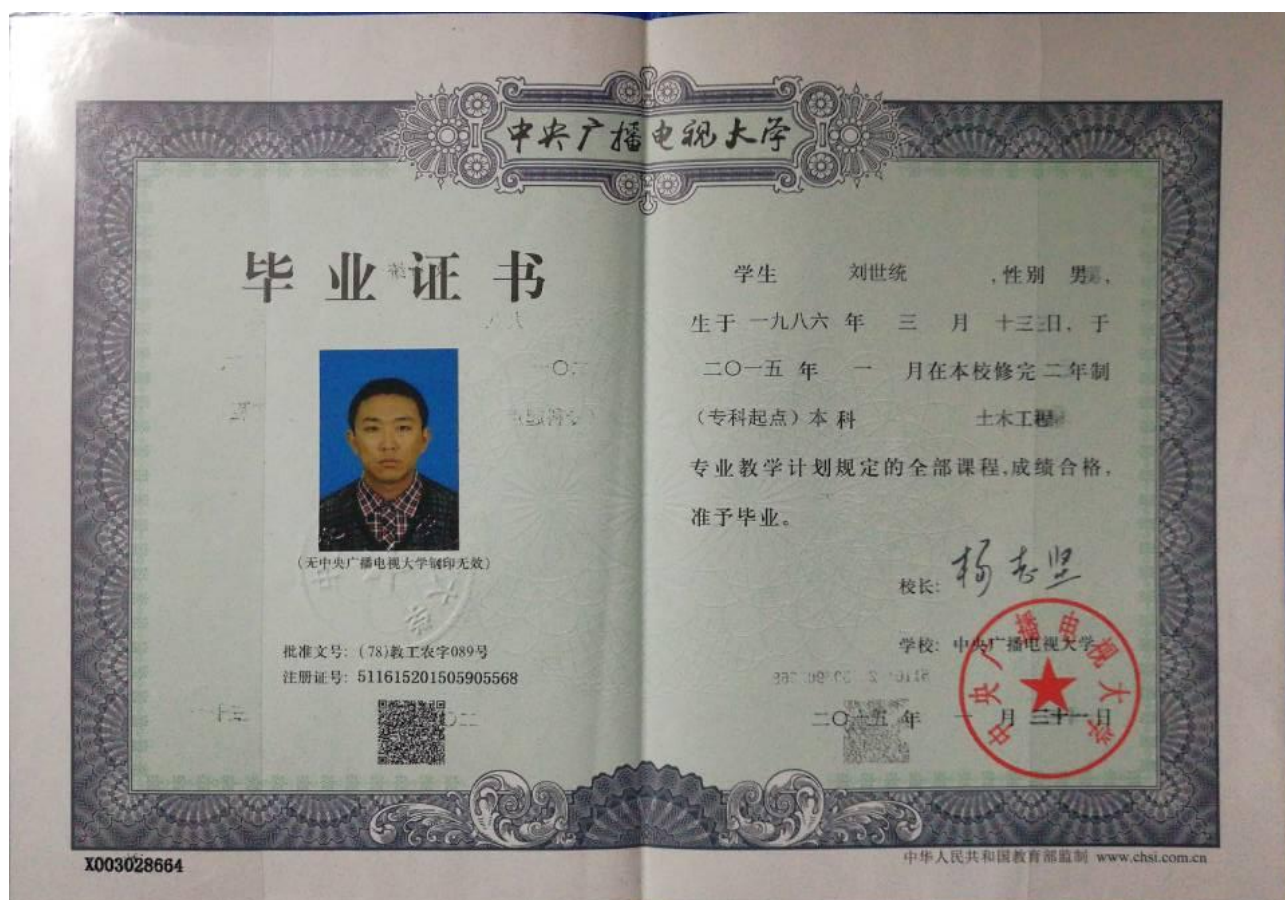 中央广播电视大学
毕业证书
(无中央广播电视大学钢印无效)
批准文号: (78)教工农字089号
注册证号: 511615201505905568
学生 刘世统 ,性别 男,
生于 一九八六 年 三 月 十三日, 于
二〇一五 年 一 月在本校修完 二年制
(专科起点) 本科 土木工程
专业教学计划规定的全部课程,成绩合格,
准予毕业。
校长: 杨志坚
学校: 中央广播电视大学
中央广播电视大学
二〇一五 年 一 月 三十一日
X003028664
中华人民共和国教育部监制 www.chsi.com.cn